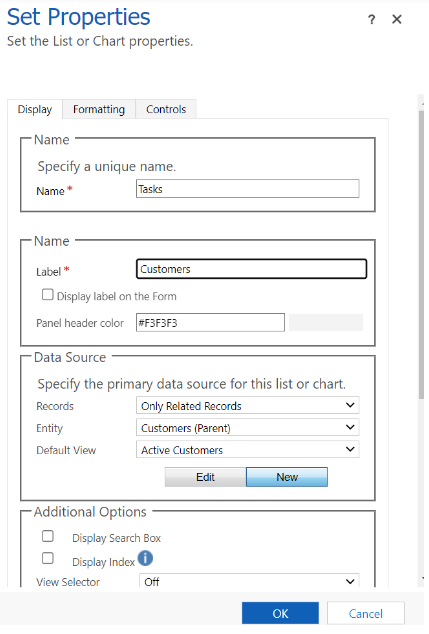 Set Properties
? ×
Set the List or Chart properties.
Display Formatting Controls
Name
Specify a unique name.
Name * Tasks
Name
Label * Customers
Display label on the Form
Panel header color #F3F3F3
Data Source
Specify the primary data source for this list or chart.
Records Only Related Records
Entity Customers (Parent)
Default View Active Customers
Edit New
Additional Options
Display Search Box
Display Index i
View Selector Off
OK Cancel